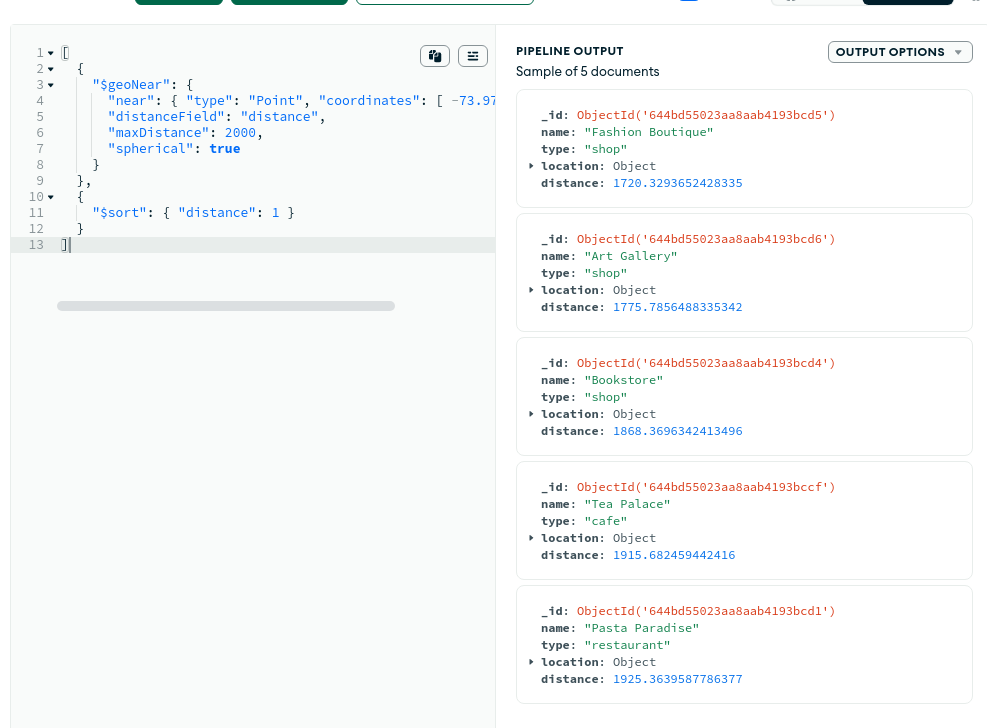 1 [
2 {
3 "$geoNear": {
4 "near": { "type": "Point", "coordinates": [ -73.97
5 "distanceField": "distance",
6 "maxDistance": 2000,
7 "spherical": true
8 }
9 },
10 {
11 "$sort": { "distance": 1 }
12 }
13 ]
PIPELINE OUTPUT
Sample of 5 documents
OUTPUT OPTIONS
_id: ObjectId('644bd55023aa8aab4193bcd5')
name: "Fashion Boutique"
type: "shop"
location: Object
distance: 1720.3293652428335
_id: ObjectId('644bd55023aa8aab4193bcd6')
name: "Art Gallery"
type: "shop"
location: Object
distance: 1775.7856488335342
_id: ObjectId('644bd55023aa8aab4193bcd4')
name: "Bookstore"
type: "shop"
location: Object
distance: 1868.3696342413496
_id: ObjectId('644bd55023aa8aab4193bccf')
name: "Tea Palace"
type: "cafe"
location: Object
distance: 1915.682459442416
_id: ObjectId('644bd55023aa8aab4193bcd1')
name: "Pasta Paradise"
type: "restaurant"
location: Object
distance: 1925.3639587786377